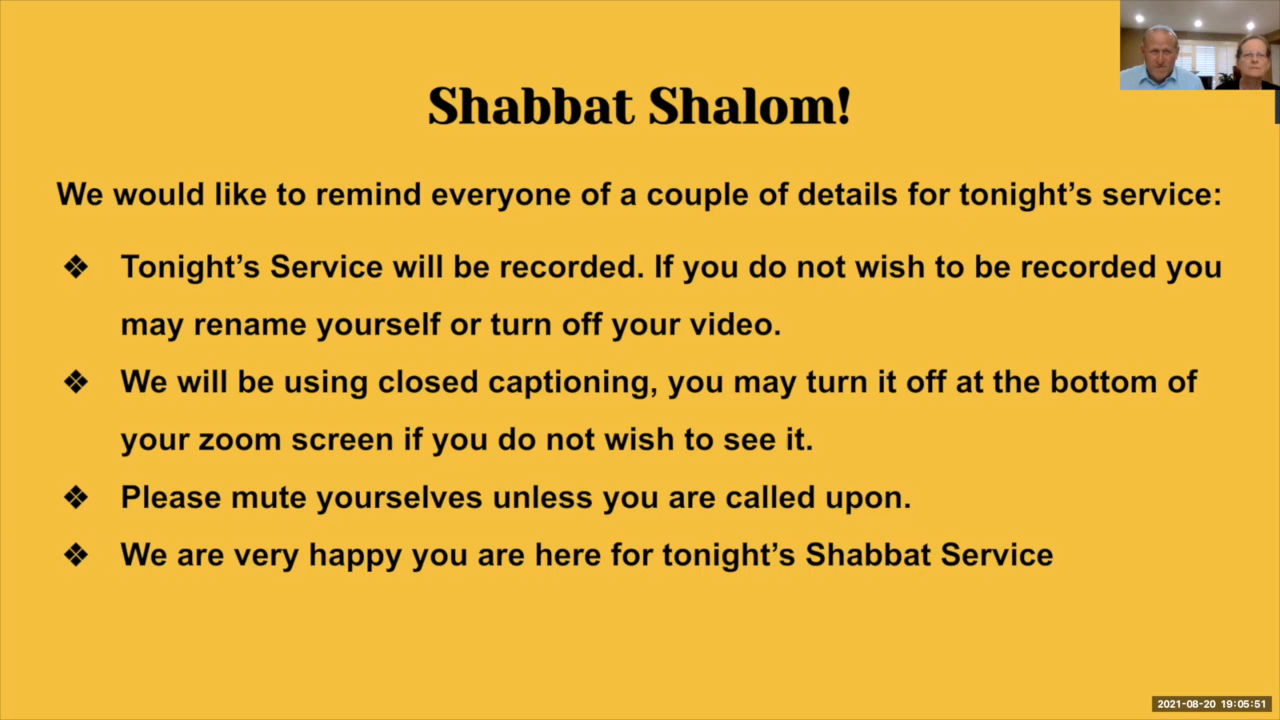 Shabbat Shalom!
We would like to remind everyone of a couple of details for tonight’s service:
❖ Tonight’s Service will be recorded. If you do not wish to be recorded you
may rename yourself or turn off your video.
❖ We will be using closed captioning, you may turn it off at the bottom of
your zoom screen if you do not wish to see it.
❖ Please mute yourselves unless you are called upon.
❖ We are very happy you are here for tonight’s Shabbat Service
2021-08-20 19:05:51